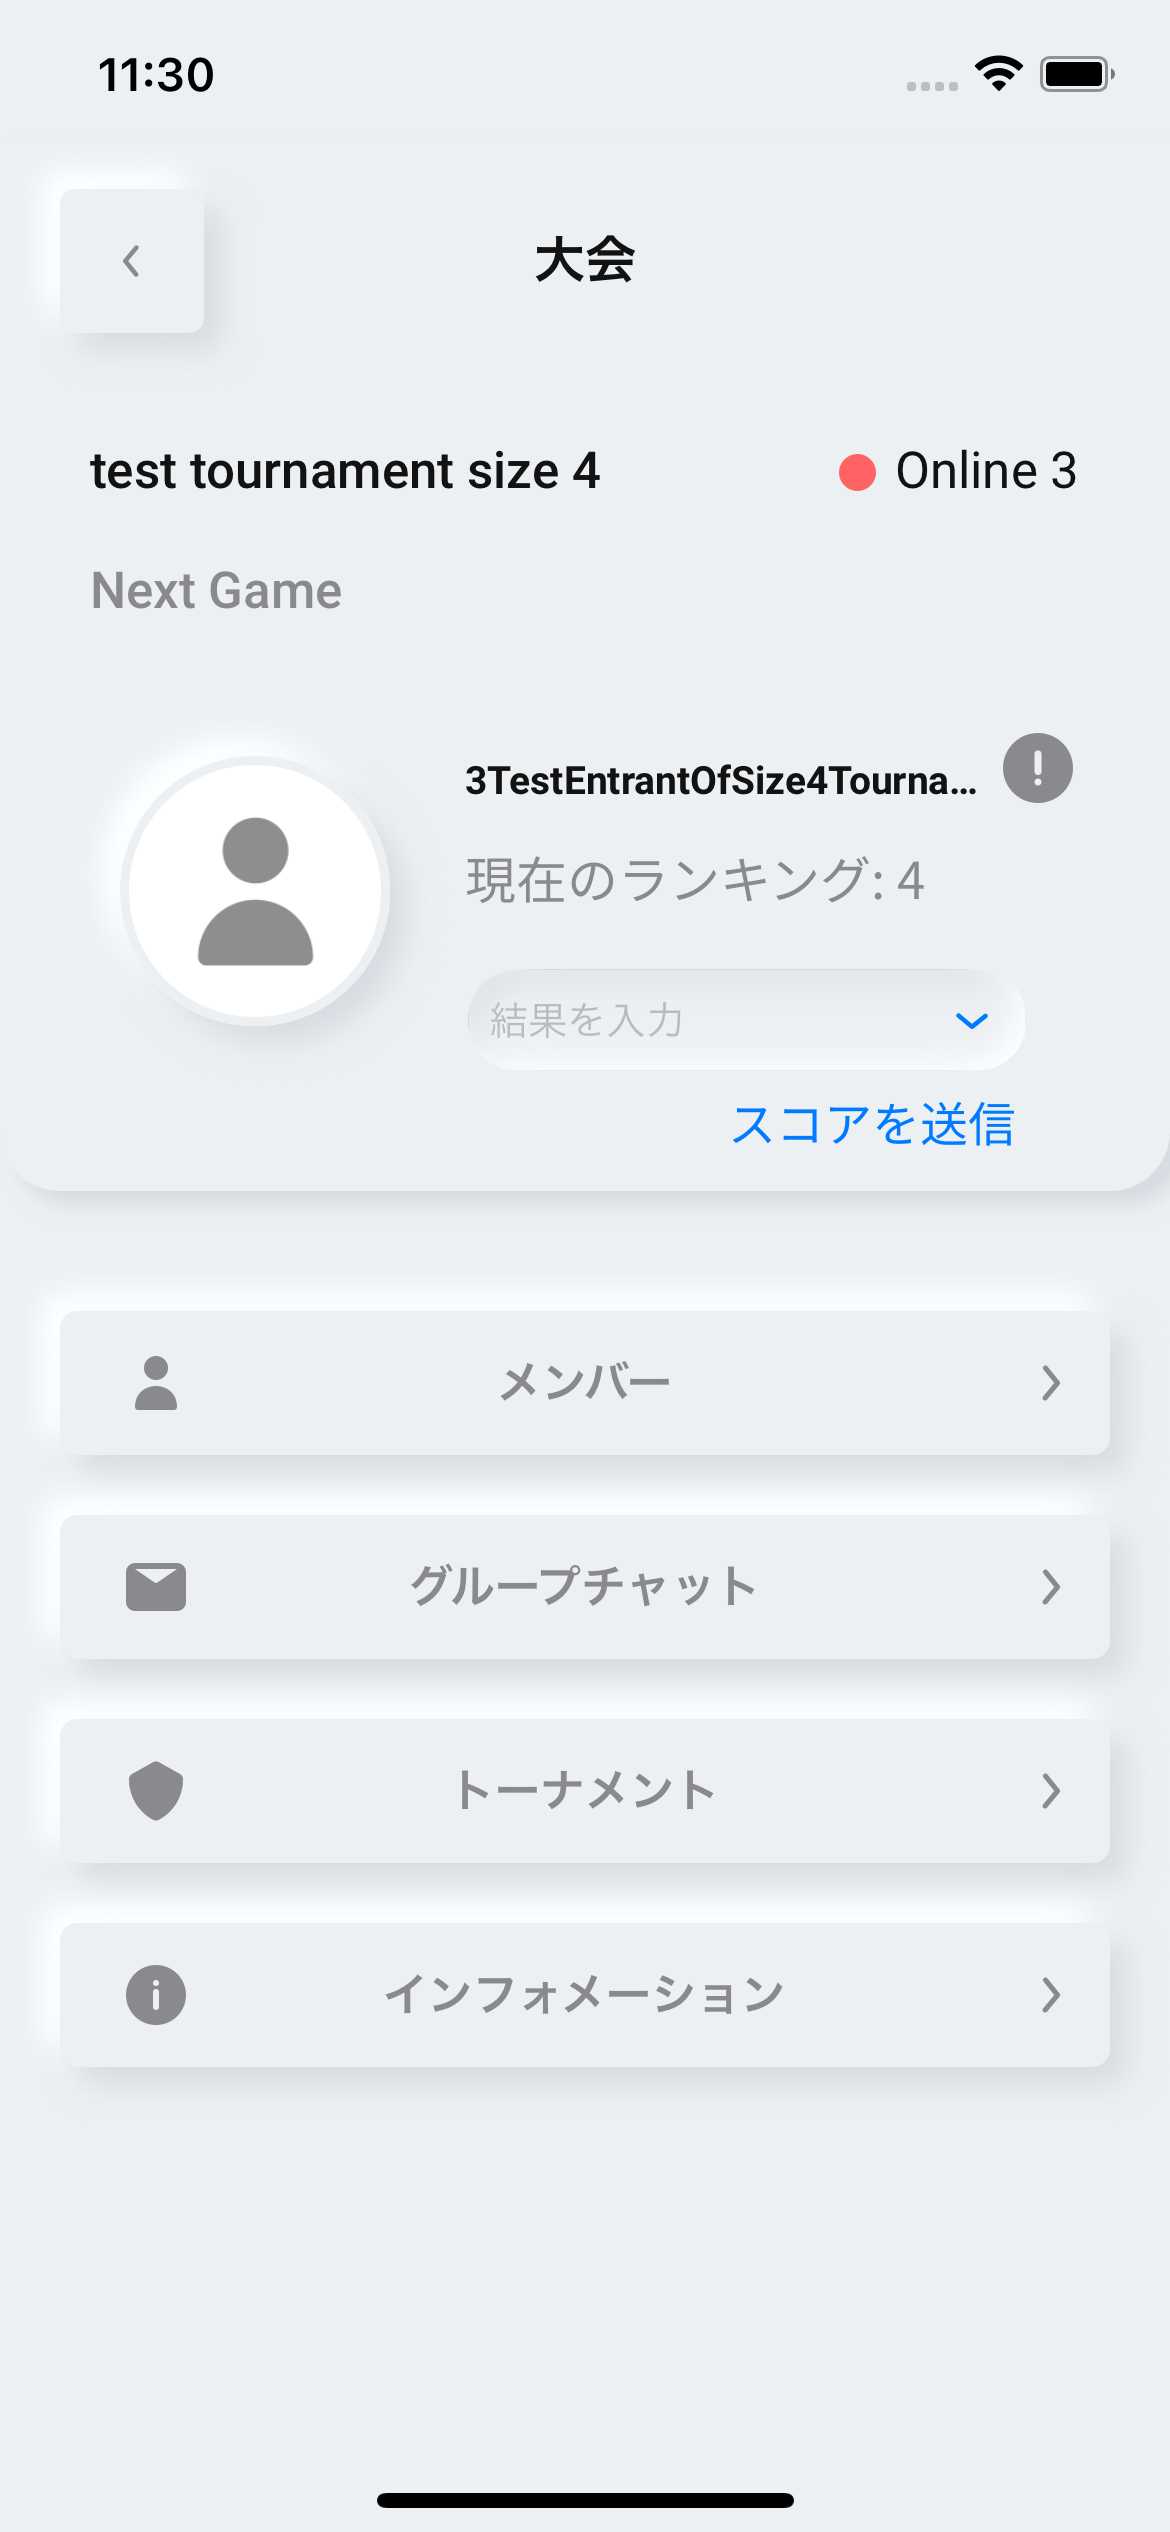 11:30
大会
test tournament size 4
Online 3
Next Game
3TestEntrantOfSize4Tourna...
現在のランキング: 4
結果を入力
スコアを送信
メンバー
グループチャット
トーナメント
インフォメーション